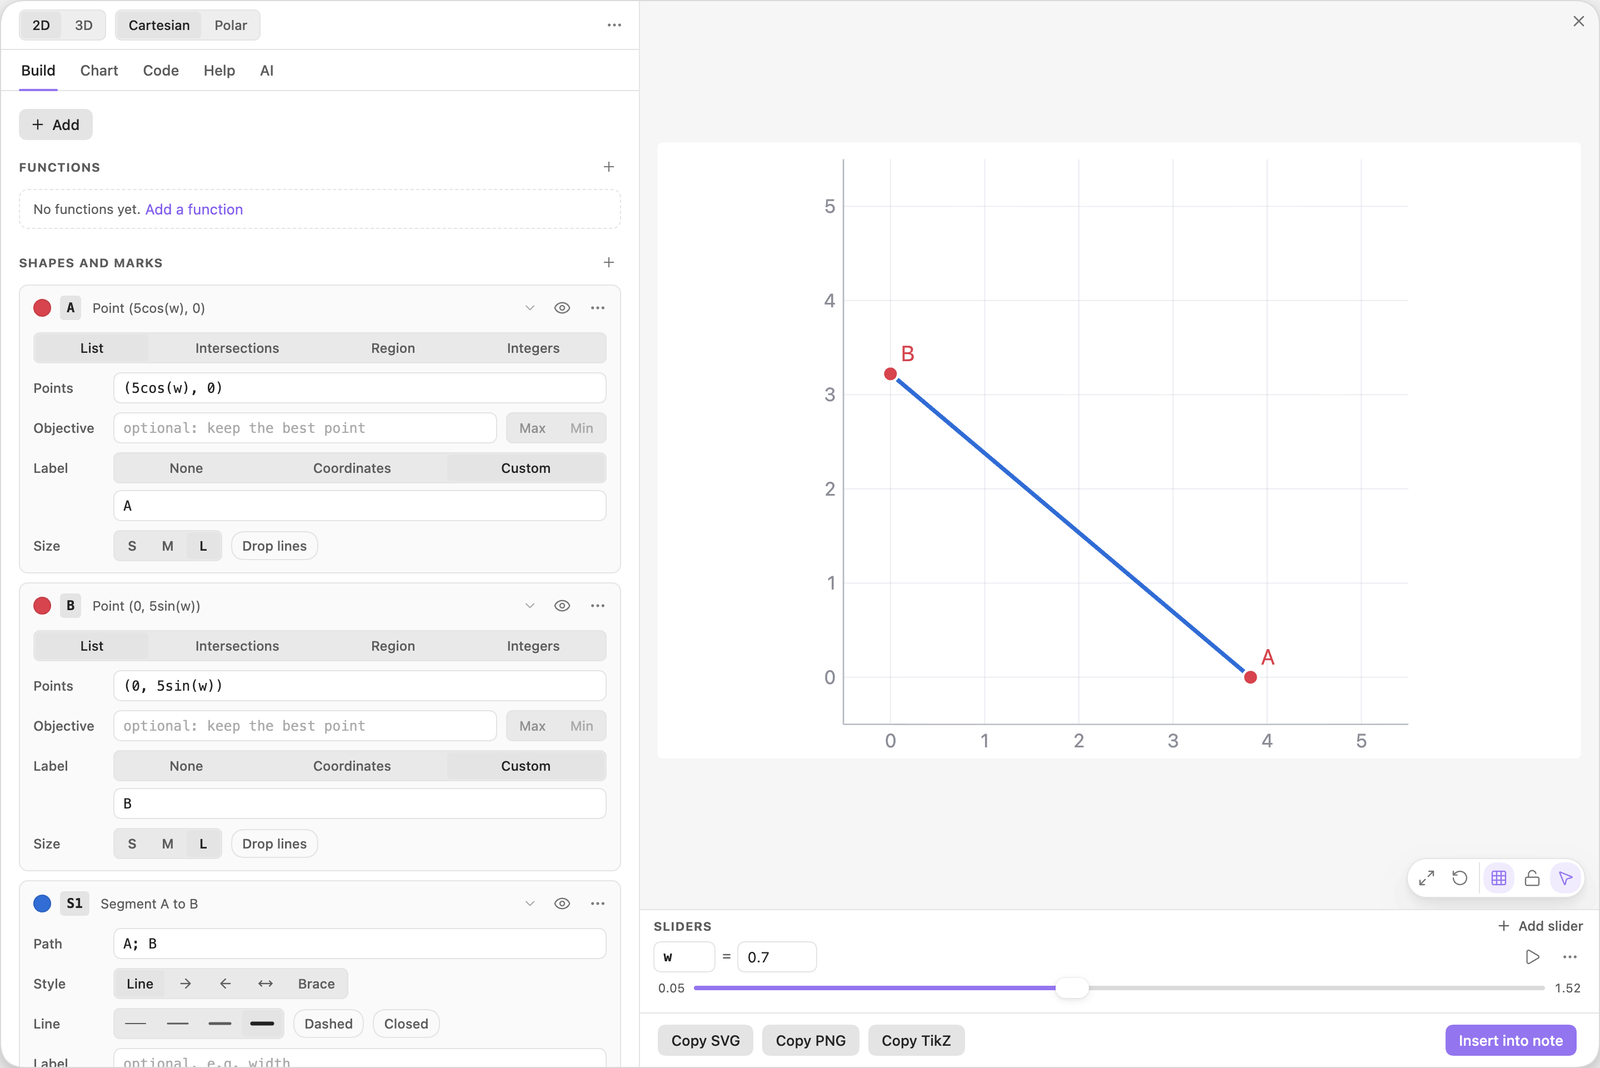 2D 3D Cartesian Polar
Build Chart Code Help AI
+ Add
FUNCTIONS
No functions yet. Add a function
SHAPES AND MARKS
A Point (5cos(w), 0)
List Intersections Region Integers
Points (5cos(w), 0)
Objective optional: keep the best point Max Min
Label None Coordinates Custom
A
Size S M L Drop lines
B Point (0, 5sin(w))
List Intersections Region Integers
Points (0, 5sin(w))
Objective optional: keep the best point Max Min
Label None Coordinates Custom
B
Size S M L Drop lines
S1 Segment A to B
Path A; B
Style Line → ← ↔ Brace
Line Dashed Closed
Label optional, e.g. width
5
4
B
3
2
1
A
0
0 1 2 3 4 5
SLIDERS + Add slider
w = 0.7
0.05 1.52
Copy SVG Copy PNG Copy TikZ Insert into note